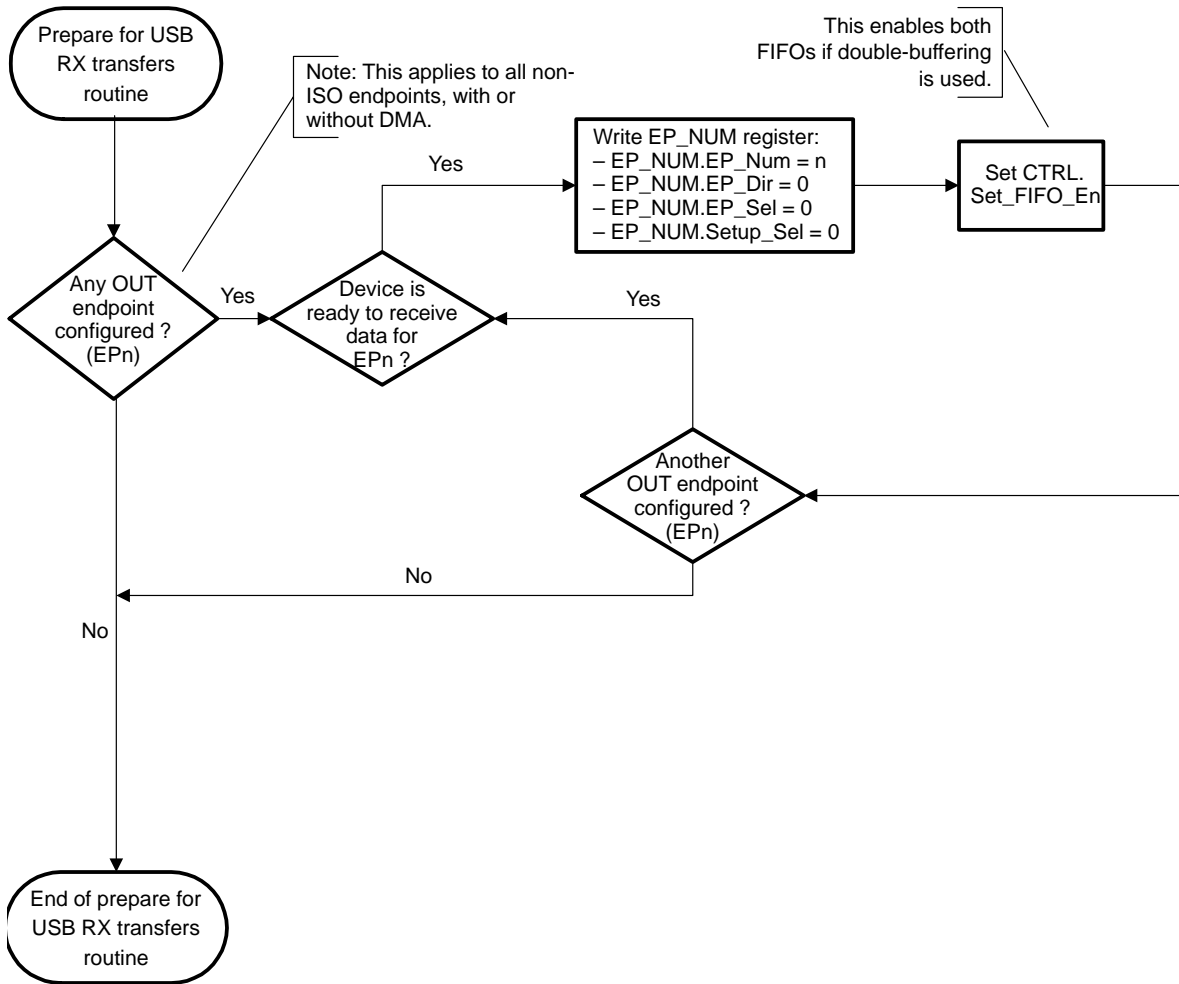 Prepare for USB
RX transfers
routine
Note: This applies to all non-
ISO endpoints, with or
without DMA.
This enables both
FIFOs if double-buffering
is used.
Yes
Write EP_NUM register:
– EP_NUM.EP_Num = n
– EP_NUM.EP_Dir = 0
– EP_NUM.EP_Sel = 0
– EP_NUM.Setup_Sel = 0
Set CTRL.
Set_FIFO_En
Any OUT
endpoint
configured ?
(EPn)
Yes
Device is
ready to receive
data for
EPn ?
Yes
Another
OUT endpoint
configured ?
(EPn)
No
No
End of prepare for
USB RX transfers
routine